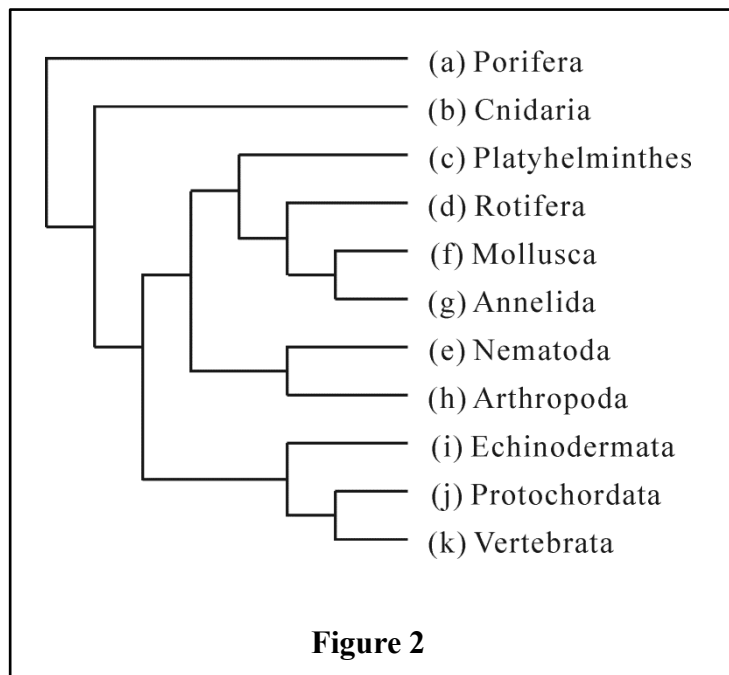 (a) Porifera
(b) Cnidaria
(c) Platyhelminthes
(d) Rotifera
(f) Mollusca
(g) Annelida
(e) Nematoda
(h) Arthropoda
(i) Echinodermata
(j) Protochordata
(k) Vertebrata
Figure 2